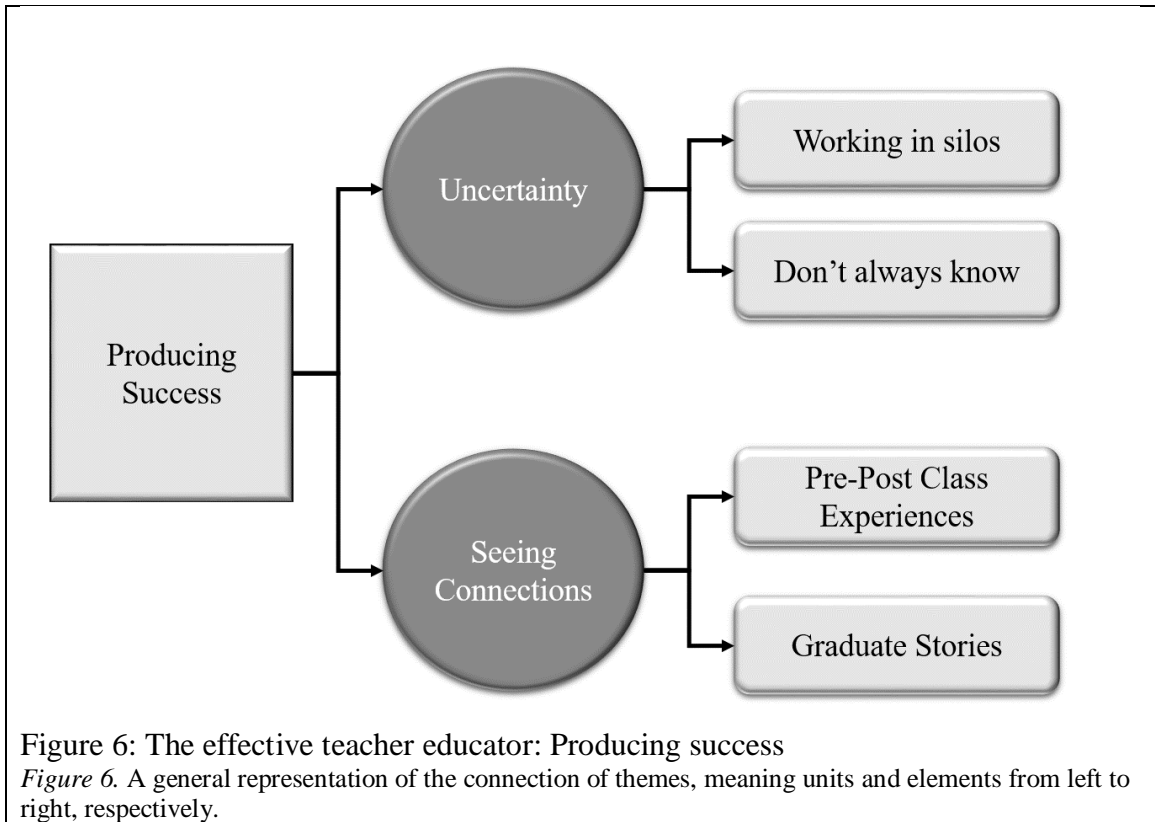 Producing
Success
Uncertainty
Working in silos
Don’t always know
Seeing
Connections
Pre-Post Class
Experiences
Graduate Stories
Figure 6: The effective teacher educator: Producing success
Figure 6. A general representation of the connection of themes, meaning units and elements from left to
right, respectively.